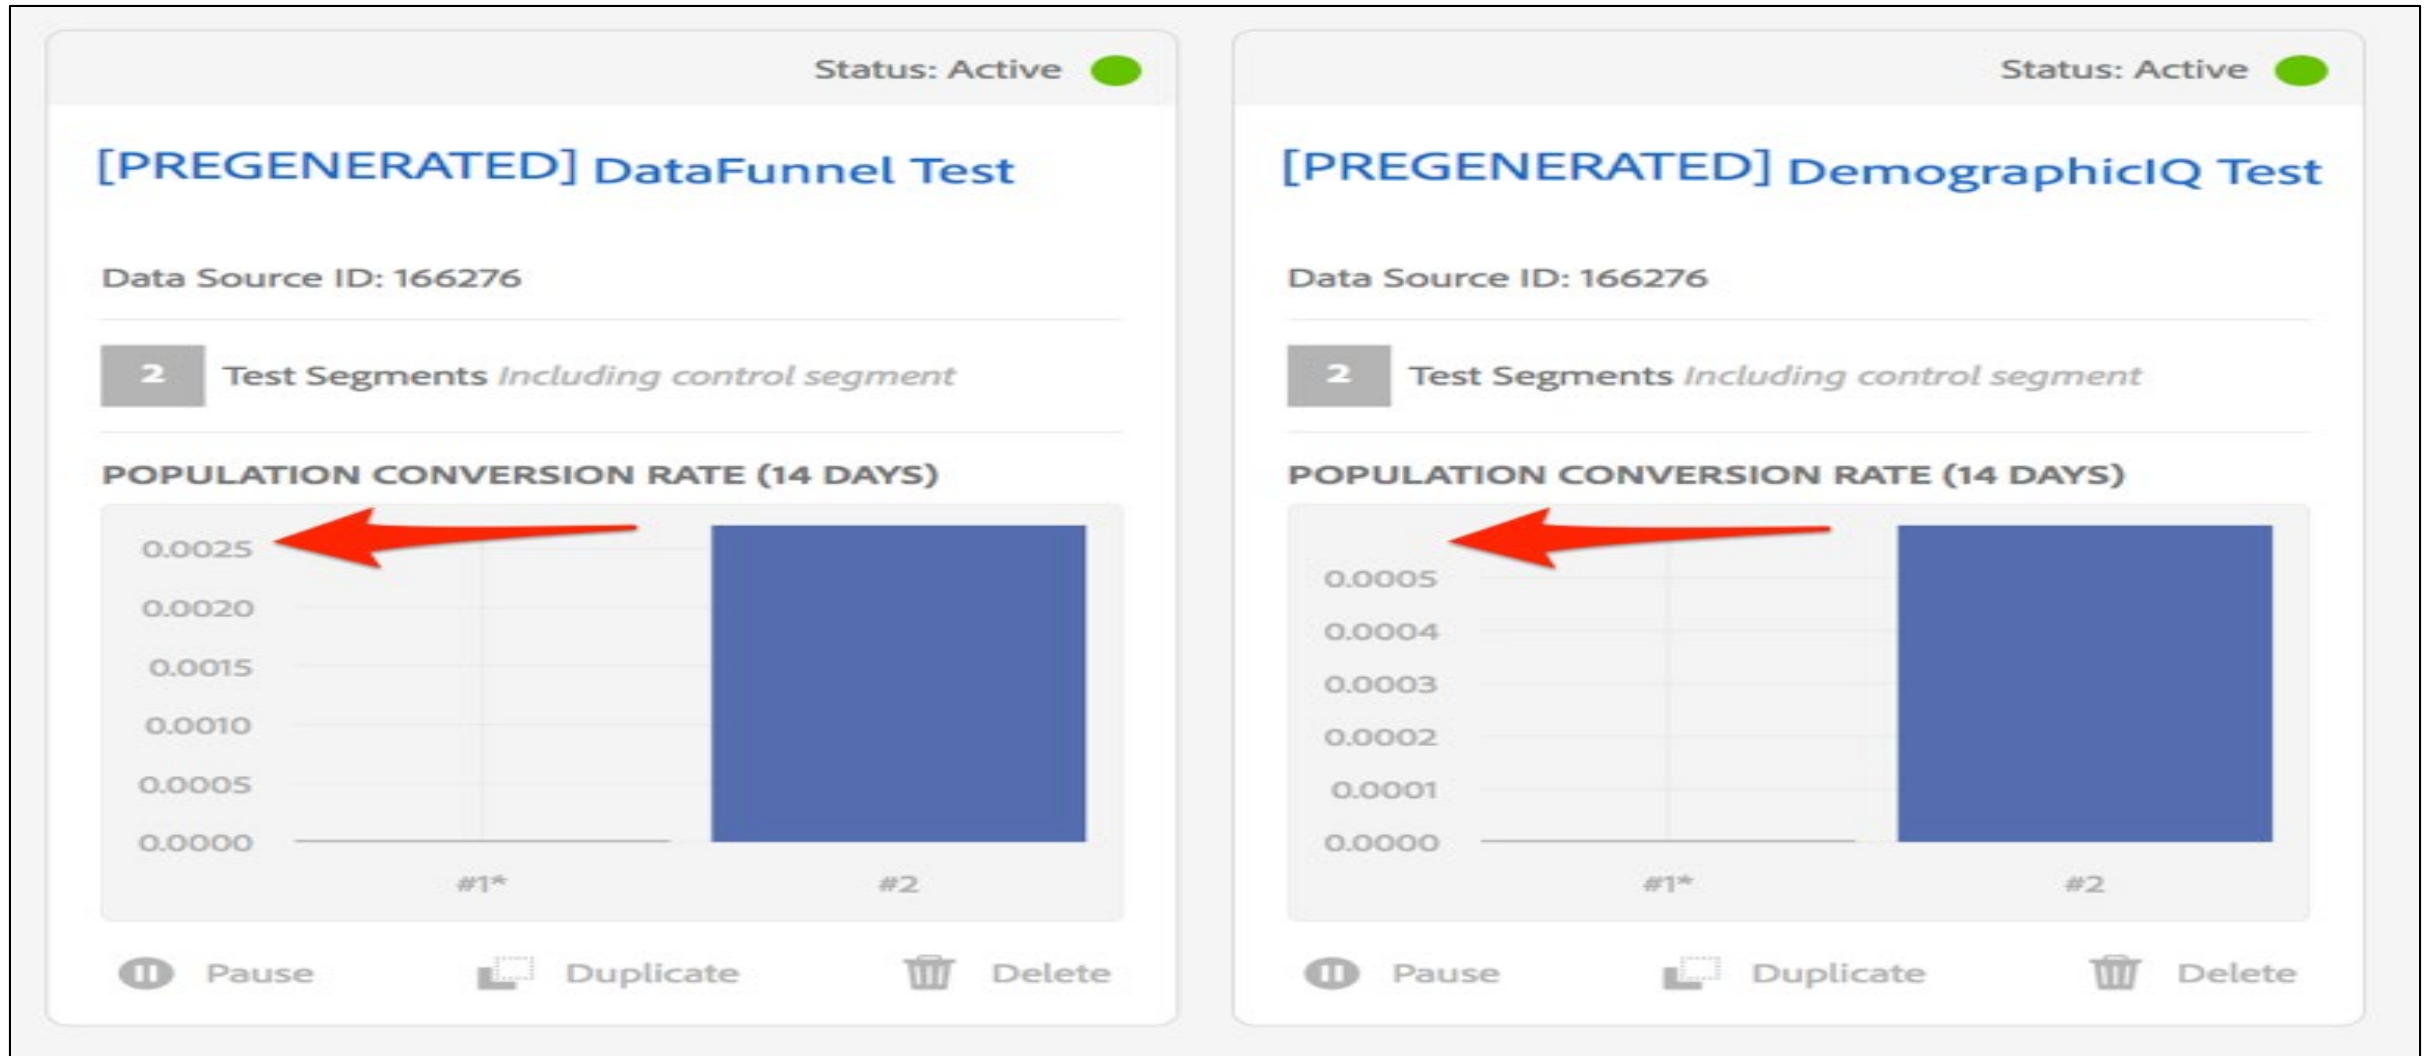 Status: Active
[PREGENERATED] DataFunnel Test
Data Source ID: 166276
2 Test Segments Including control segment
POPULATION CONVERSION RATE (14 DAYS)
0.0025
0.0020
0.0015
0.0010
0.0005
0.0000
#1* #2
Pause Duplicate Delete
Status: Active
[PREGENERATED] DemographicIQ Test
Data Source ID: 166276
2 Test Segments Including control segment
POPULATION CONVERSION RATE (14 DAYS)
0.0005
0.0004
0.0003
0.0002
0.0001
0.0000
#1* #2
Pause Duplicate Delete